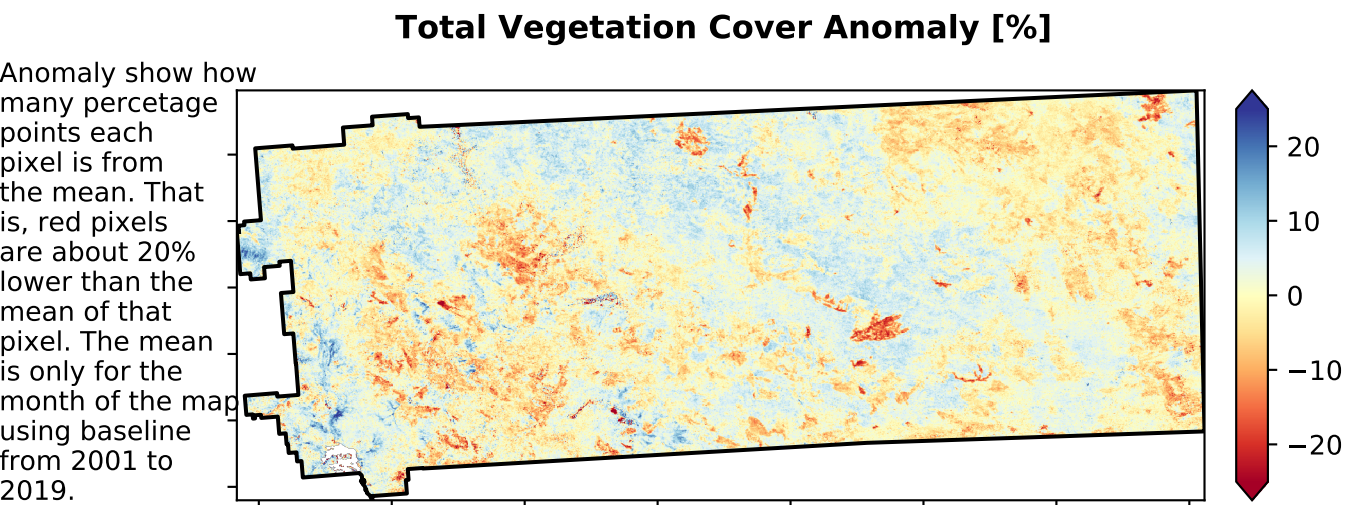 Total Vegetation Cover Anomaly [%]
Anomaly show how
many percetage
points each
pixel is from
the mean. That
is, red pixels
are about 20%
lower than the
mean of that
pixel. The mean
is only for the
month of the map
using baseline
from 2001 to
2019.
20
10
0
−10
−20